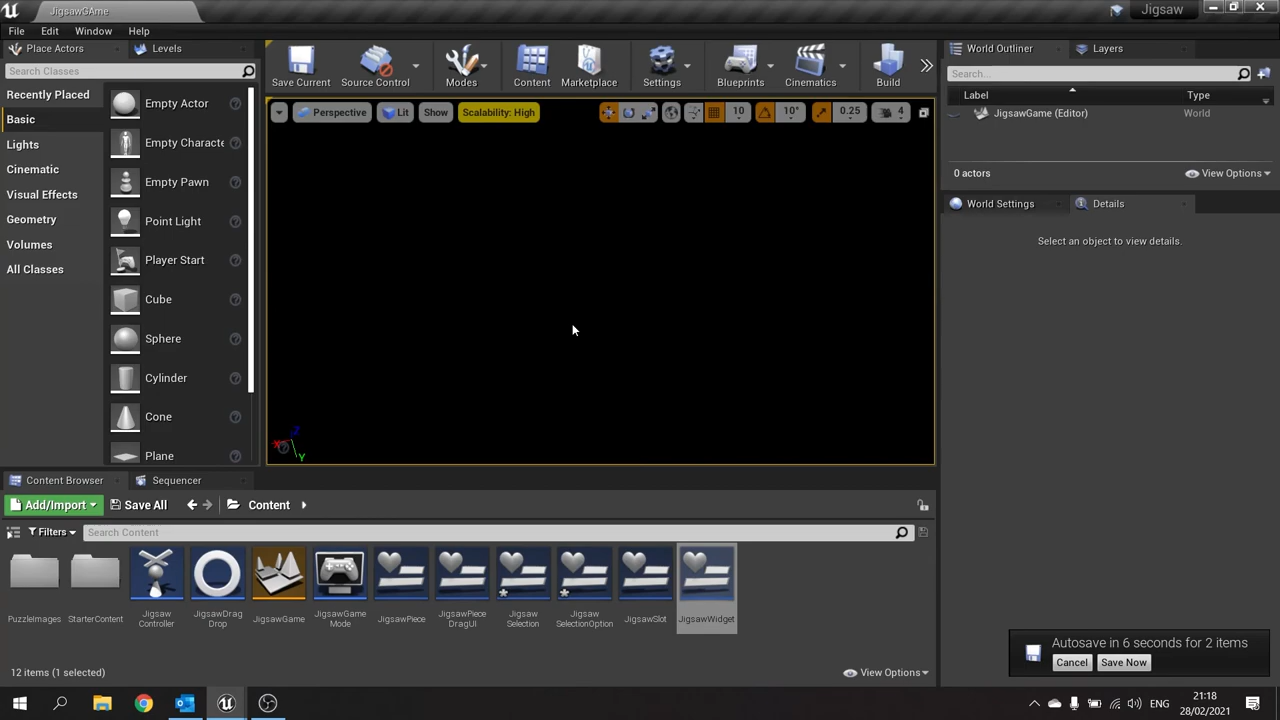 JigsawGAme
Jigsaw
File Edit Window Help
Place Actors
Levels
Search Classes
Recently Placed
Basic
Lights
Cinematic
Visual Effects
Geometry
Volumes
All Classes
Empty Actor
Empty Characte
Empty Pawn
Point Light
Player Start
Cube
Sphere
Cylinder
Cone
Plane
Save Current
Source Control
Modes
Content
Marketplace
Settings
Blueprints
Cinematics
Build
Perspective
Lit
Show
Scalability: High
10
10°
0.25
4
X
Z
Y
World Outliner
Layers
Search...
Label
Type
JigsawGame (Editor)
World
0 actors
View Options
World Settings
Details
Select an object to view details.
Content Browser
Sequencer
Add/Import
Save All
Content
Filters
Search Content
PuzzleImages
StarterContent
Jigsaw
Controller
JigsawDrag
Drop
JigsawGame
JigsawGame
Mode
JigsawPiece
JigsawPiece
DragUI
Jigsaw
Selection
Jigsaw
SelectionOption
JigsawSlot
JigsawWidget
12 items (1 selected)
View Options
Autosave in 6 seconds for 2 items
Cancel
Save Now
ENG
21:18
28/02/2021